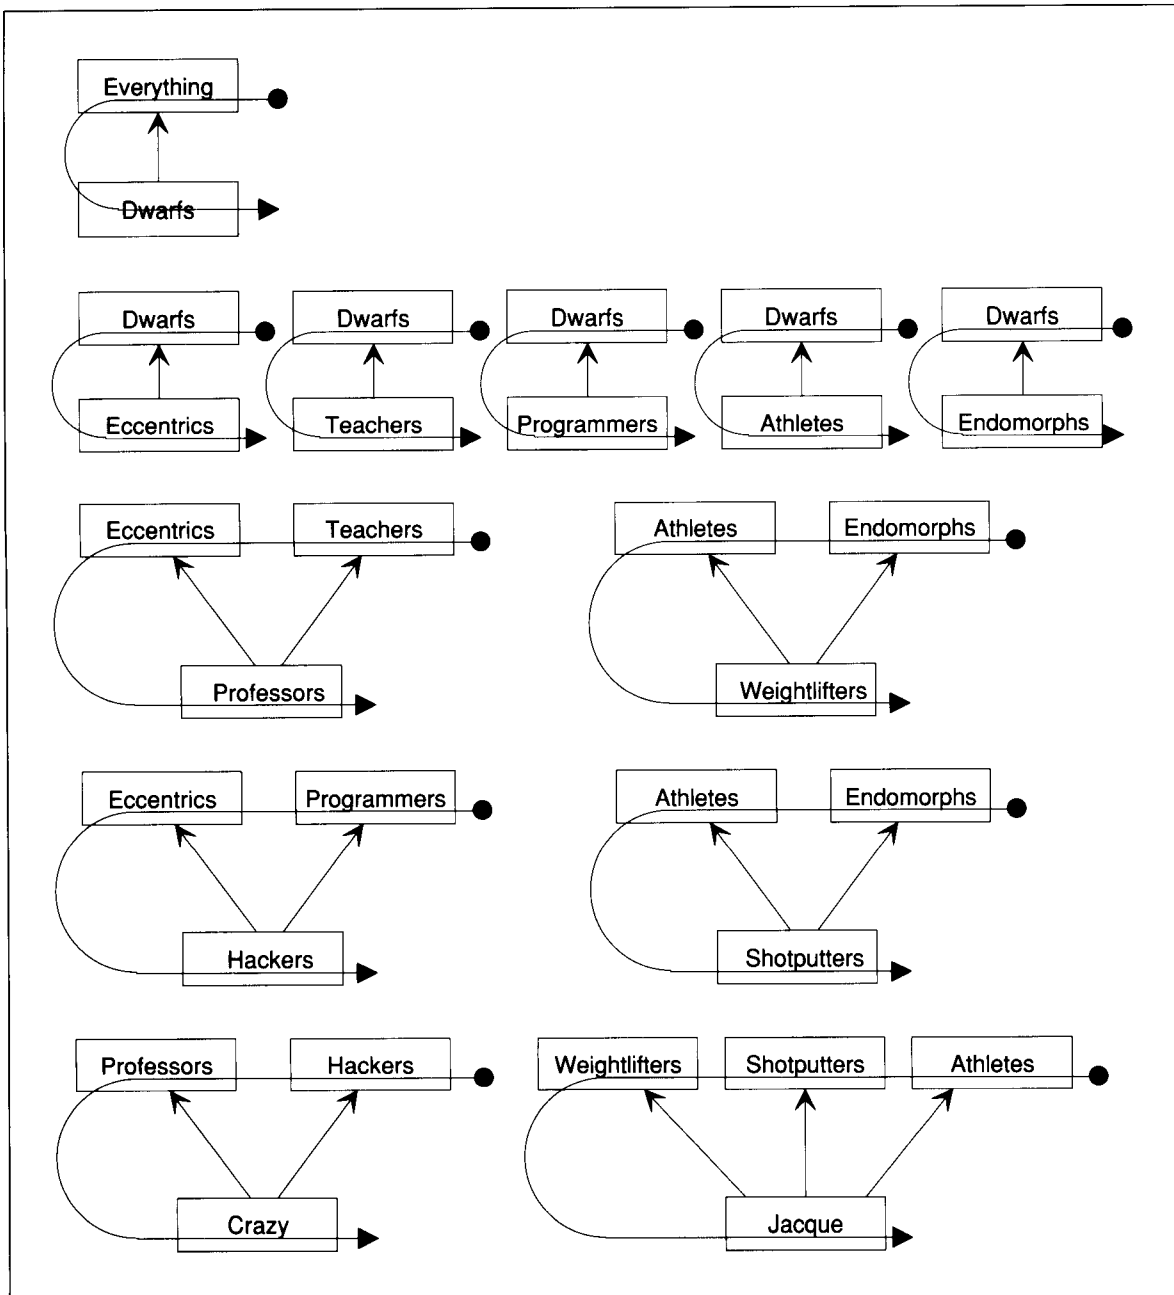 Everything
Dwarfs
Dwarfs Dwarfs Dwarfs Dwarfs Dwarfs
Eccentrics Teachers Programmers Athletes Endomorphs
Eccentrics Teachers Athletes Endomorphs
Professors Weightlifters
Eccentrics Programmers Athletes Endomorphs
Hackers Shotputters
Professors Hackers Weightlifters Shotputters Athletes
Crazy Jacque